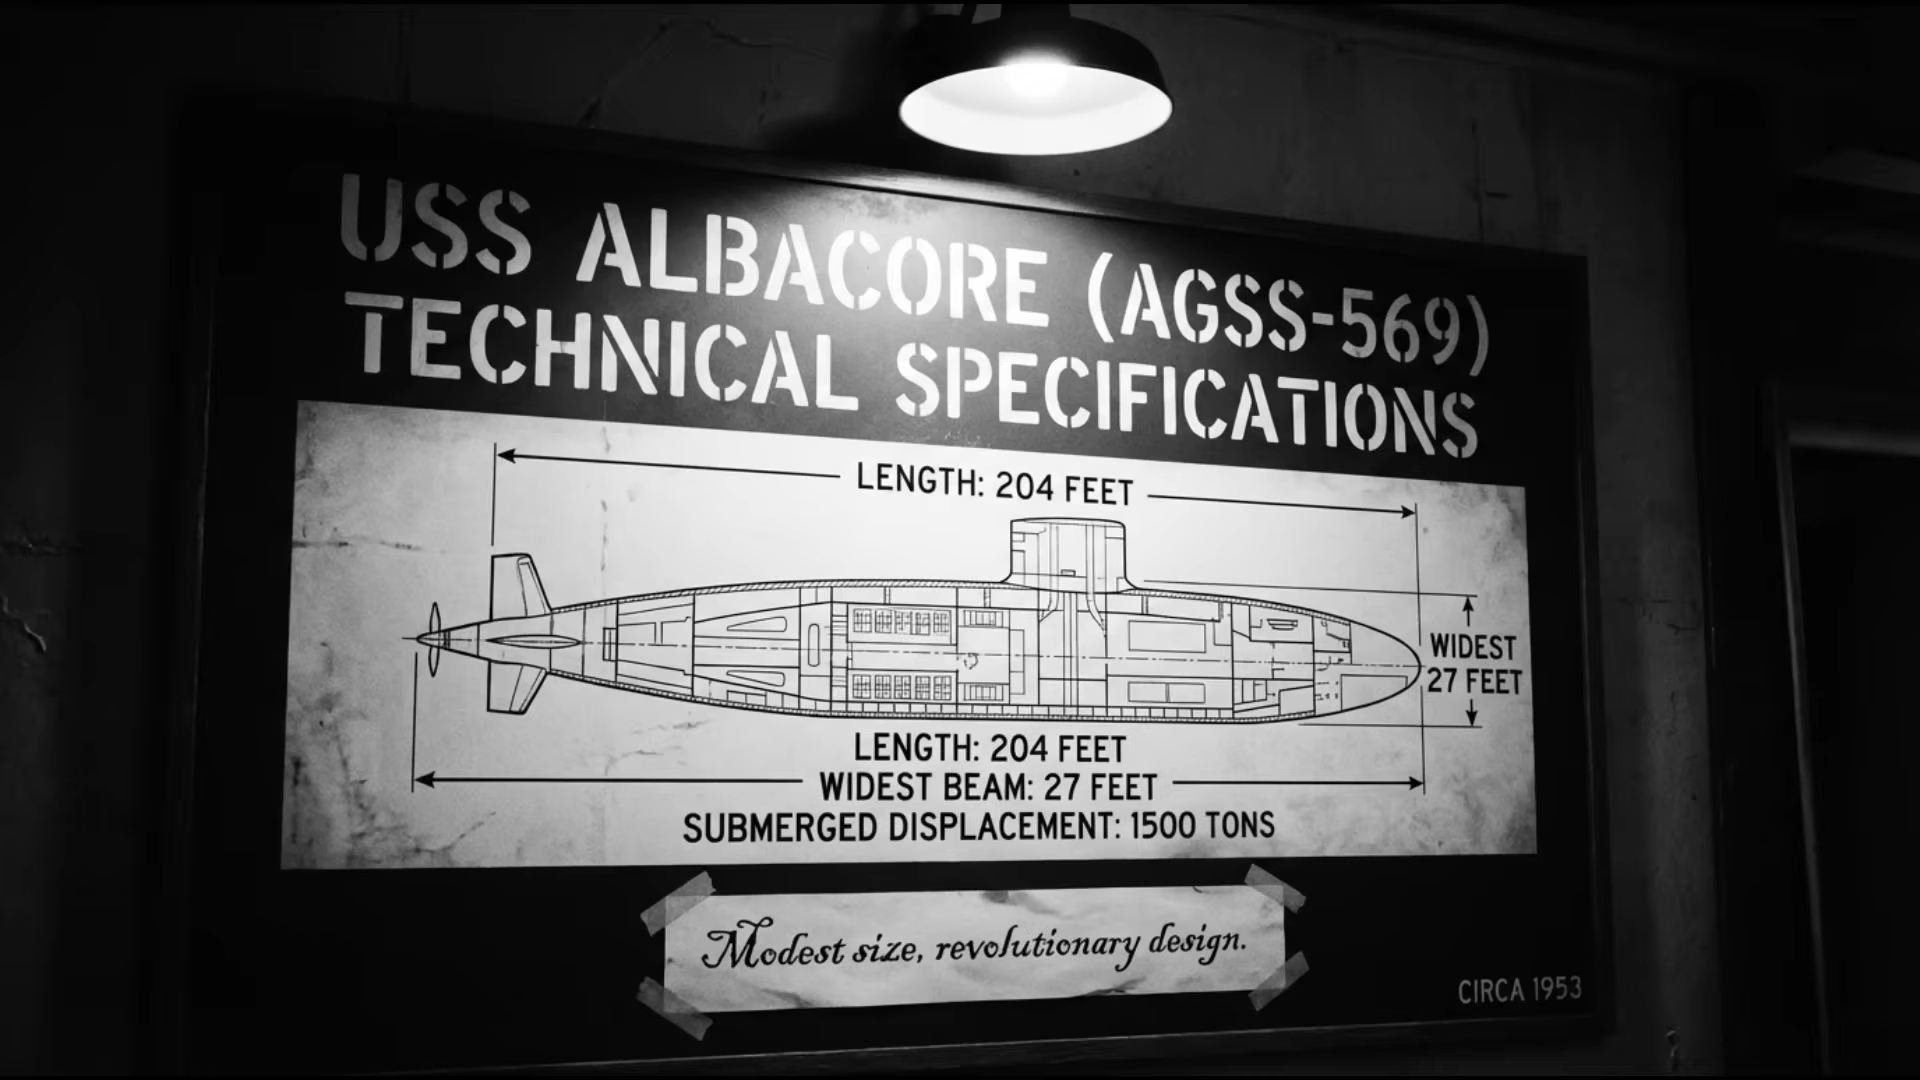 USS ALBACORE (AGSS-569)
TECHNICAL SPECIFICATIONS
LENGTH: 204 FEET
WIDEST
27 FEET
LENGTH: 204 FEET
WIDEST BEAM: 27 FEET
SUBMERGED DISPLACEMENT: 1500 TONS
Modest size, revolutionary design.
CIRCA 1953